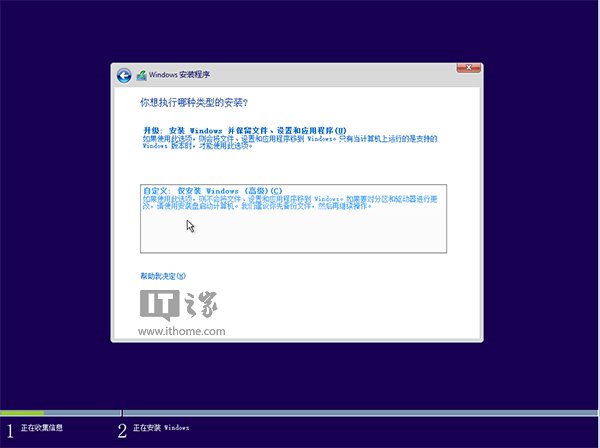 Windows 安装程序
你想执行哪种类型的安装?
升级: 安装 Windows 并保留文件、设置和应用程序(U)
如果使用此选项，则会将文件、设置和应用程序移到 Windows。只有当计算机上运行的是支持的
Windows 版本时，才能使用此选项。
自定义: 仅安装 Windows (高级)(C)
如果使用此选项，则不会将文件、设置和应用程序移到 Windows。如果要对分区和驱动器进行更
改，请使用安装盘启动计算机。我们建议你先备份文件，然后再继续操作。
帮助我决定(W)
IT之家
www.ithome.com
1 正在收集信息
2 正在安装 Windows